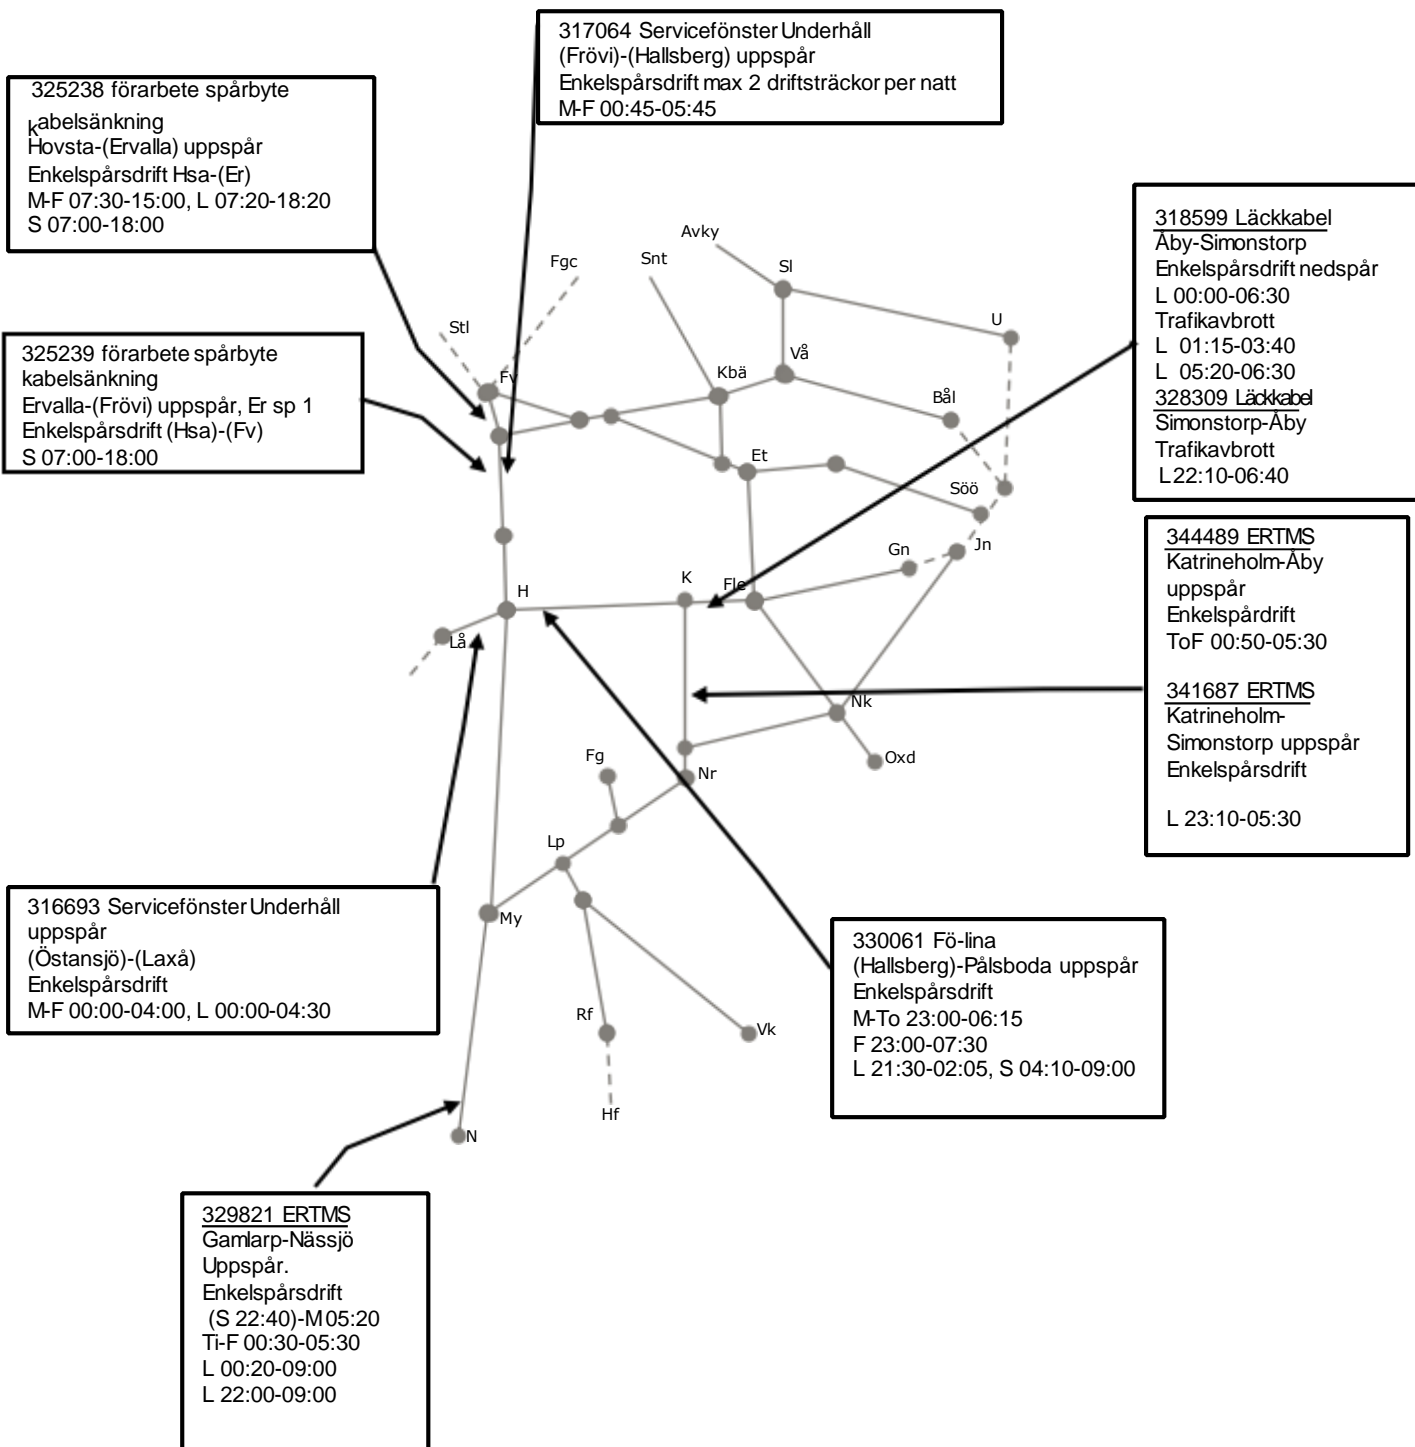 317064 Servicefönster Underhåll
(Frövi)-(Hallsberg) uppspår
Enkelspårsdrift max 2 driftsträckor per natt
M-F 00:45-05:45
325238 förarbete spårbyte
kabelsänkning
Hovsta-(Ervalla) uppspår
Enkelspårsdrift Hsa-(Er)
M-F 07:30-15:00, L 07:20-18:20
S 07:00-18:00
325239 förarbete spårbyte
kabelsänkning
Ervalla-(Frövi) uppspår, Er sp 1
Enkelspårsdrift (Hsa)-(Fv)
S 07:00-18:00
318599 Läckkabel
Åby-Simonstorp
Enkelspårsdrift nedspår
L 00:00-06:30
Trafikavbrott
L 01:15-03:40
L 05:20-06:30
328309 Läckkabel
Simonstorp-Åby
Trafikavbrott
L22:10-06:40
344489 ERTMS
Katrineholm-Åby
uppspår
Enkelspårdrift
ToF 00:50-05:30
341687 ERTMS
Katrineholm-
Simonstorp uppspår
Enkelspårsdrift
L 23:10-05:30
Avky
Snt
Fgc
Sl
U
Stl
Vå
Kbä
Fv
Bål
Et
Söö
Gn
Jn
K
Fle
H
Lå
Nk
Oxd
Fg
Nr
Lp
My
Rf
Vk
Hf
N
316693 Servicefönster Underhåll
uppspår
(Östansjö)-(Laxå)
Enkelspårsdrift
M-F 00:00-04:00, L 00:00-04:30
330061 Fö-lina
(Hallsberg)-Pålsboda uppspår
Enkelspårsdrift
M-To 23:00-06:15
F 23:00-07:30
L 21:30-02:05, S 04:10-09:00
329821 ERTMS
Gamlarp-Nässjö
Uppspår.
Enkelspårsdrift
(S 22:40)-M 05:20
Ti-F 00:30-05:30
L 00:20-09:00
L 22:00-09:00